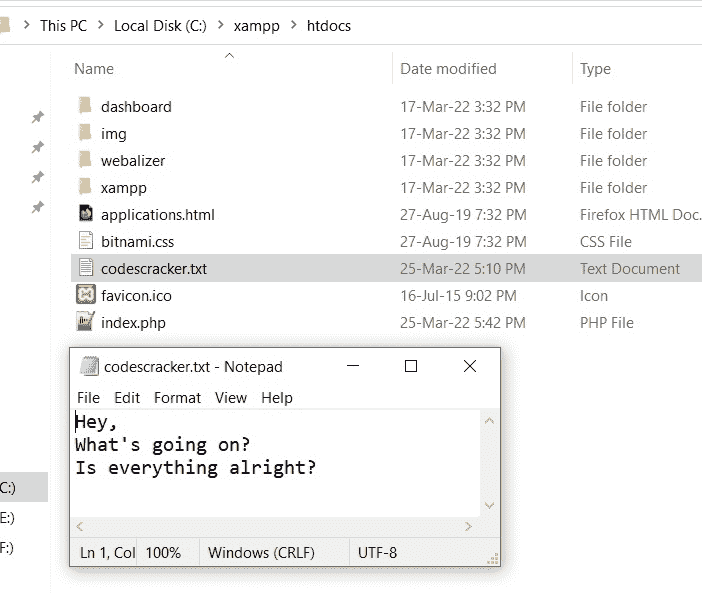 This PC > Local Disk (C:) > xampp > htdocs
Name Date modified Type
dashboard 17-Mar-22 3:32 PM File folder
img 17-Mar-22 3:32 PM File folder
webalizer 17-Mar-22 3:32 PM File folder
xampp 17-Mar-22 3:32 PM File folder
applications.html 27-Aug-19 7:32 PM Firefox HTML Doc...
bitnami.css 27-Aug-19 7:32 PM CSS File
codescracker.txt 25-Mar-22 5:10 PM Text Document
favicon.ico 16-Jul-15 9:02 PM Icon
index.php 25-Mar-22 5:42 PM PHP File
codescracker.txt - Notepad
File Edit Format View Help
Hey,
What's going on?
Is everything alright?
C:)
E:)
F:)
Ln 1, Col 100% Windows (CRLF) UTF-8